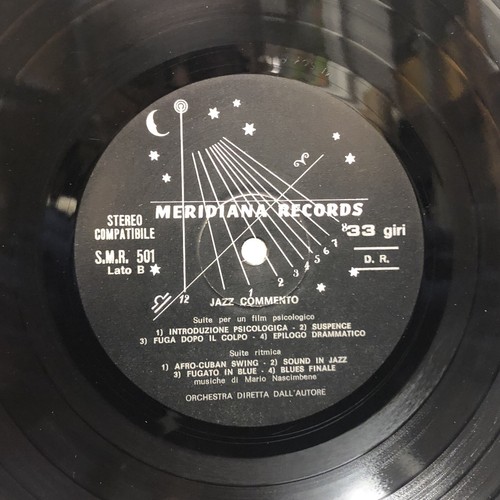 MERIDIANA RECORDS
STEREO
COMPATIBILE
S.M.R. 501
Lato B
33 giri
D. R.
12 1 2 3 4 5 6 7 8
JAZZ COMMENTO
Suite per un film psicologico
1) INTRODUZIONE PSICOLOGICA - 2) SUSPENCE
3) FUGA DOPO IL COLPO - 4) EPILOGO DRAMMATICO
Suite ritmica
1) AFRO-CUBAN SWING - 2) SOUND IN JAZZ
3) FUGATO IN BLUE - 4) BLUES FINALE
musiche di Mario Nascimbene
ORCHESTRA DIRETTA DALL'AUTORE